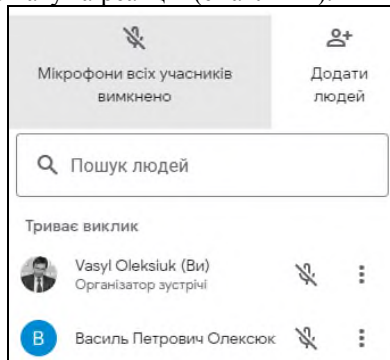 Мікрофони всіх учасників
вимкнено
Додати
людей
Пошук людей
Триває виклик
Vasyl Oleksiuk (Ви)
Організатор зустрічі
В
Василь Петрович Олексюк